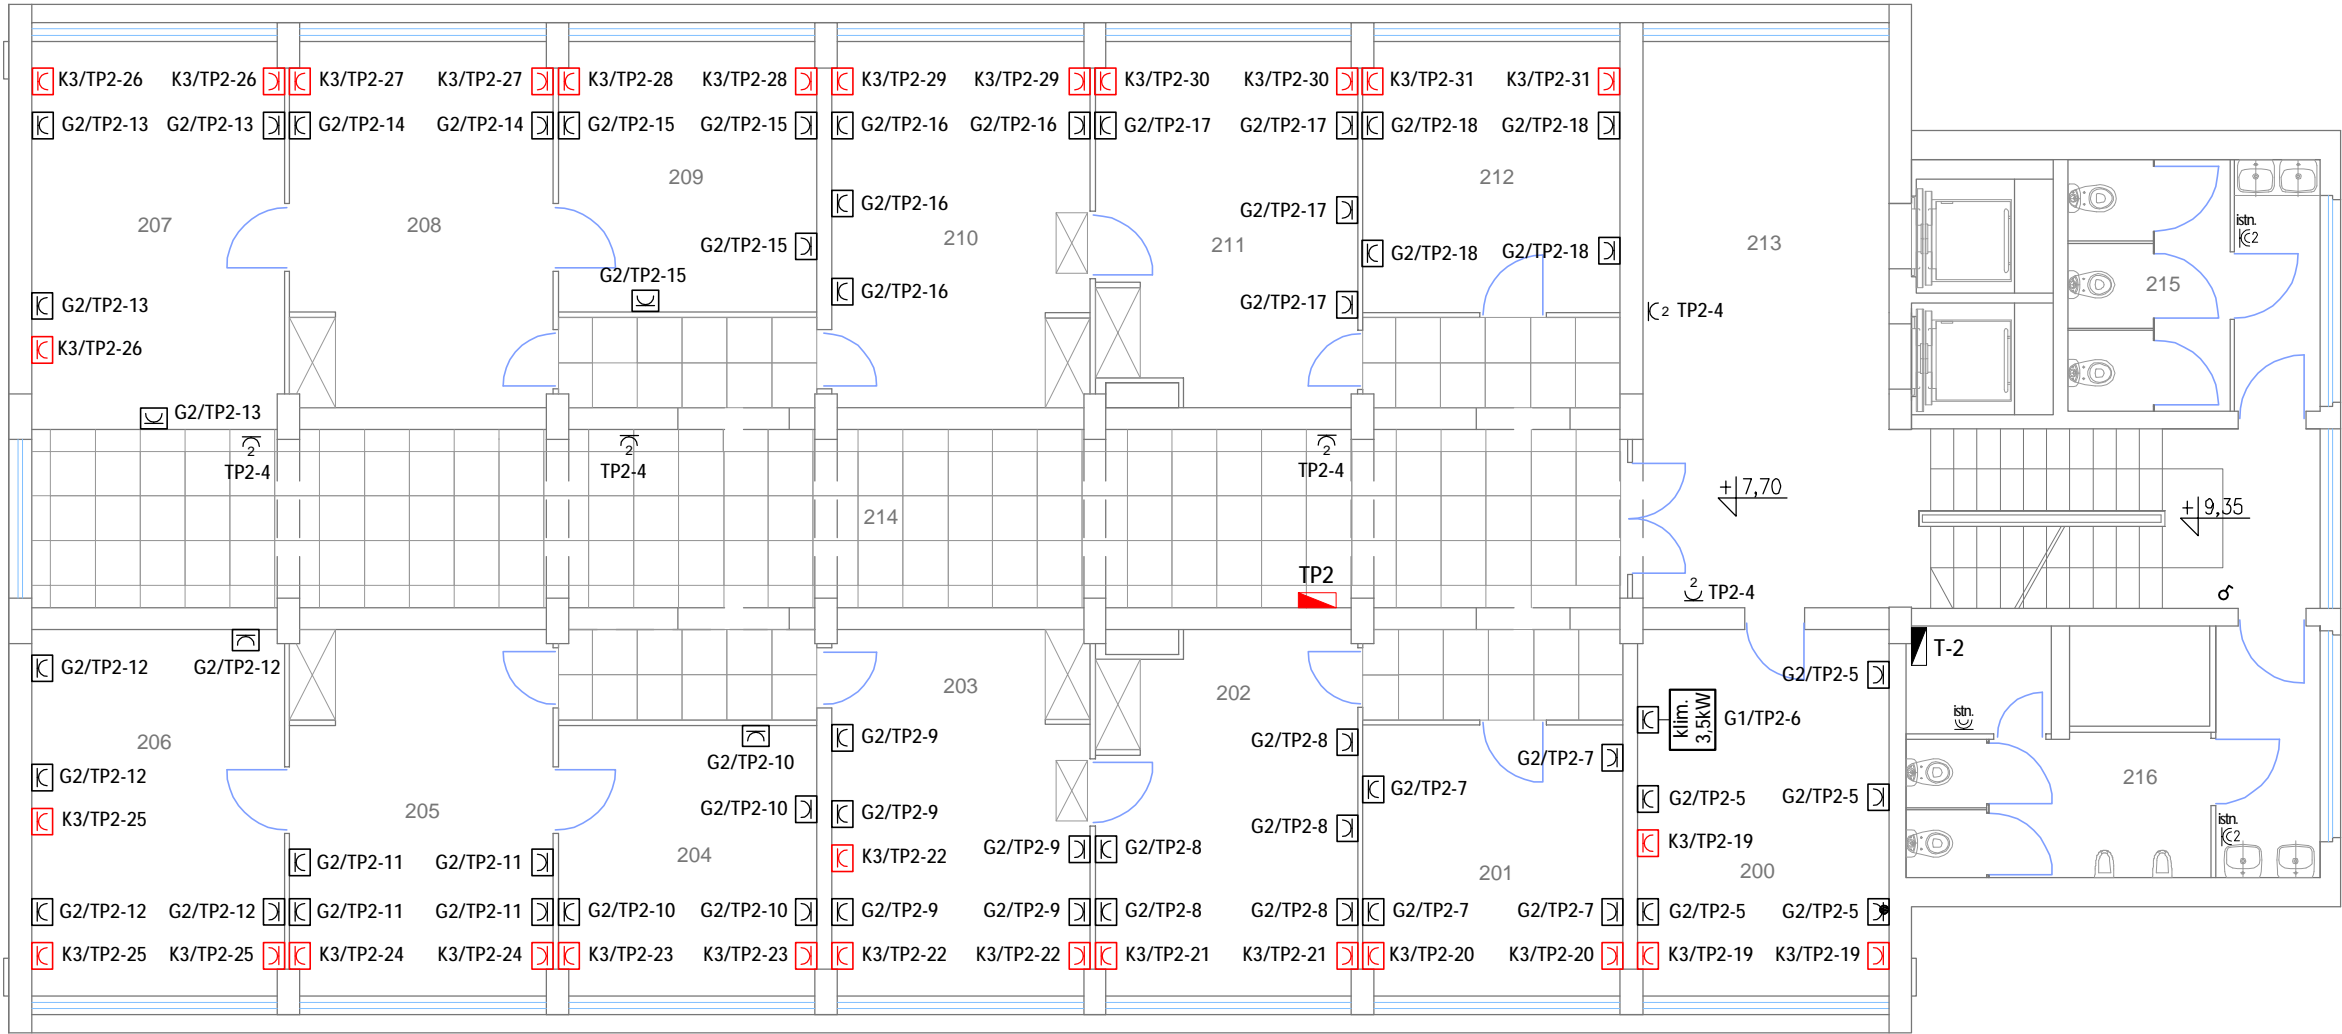 K3/TP2-26 K3/TP2-26 K3/TP2-27 K3/TP2-27 K3/TP2-28 K3/TP2-28 K3/TP2-29 K3/TP2-29 K3/TP2-30 K3/TP2-30 K3/TP2-31 K3/TP2-31
G2/TP2-13 G2/TP2-13 G2/TP2-14 G2/TP2-14 G2/TP2-15 G2/TP2-15 G2/TP2-16 G2/TP2-16 G2/TP2-17 G2/TP2-17 G2/TP2-18 G2/TP2-18
209 212
G2/TP2-16 G2/TP2-17
207 208 210 211 213
istn.
2
G2/TP2-15 G2/TP2-18 G2/TP2-18
G2/TP2-15
215
G2/TP2-13 G2/TP2-16 G2/TP2-17
2 TP2-4
K3/TP2-26
G2/TP2-13
2 2 2
TP2-4 TP2-4 TP2-4
+7,70
+9,35
214
TP2
2 TP2-4
T-2
G2/TP2-12 G2/TP2-12
203 202
G2/TP2-5
klim.
3,5kW
G1/TP2-6
istn.
206
G2/TP2-9 G2/TP2-8
G2/TP2-10 G2/TP2-7
G2/TP2-12
216
G2/TP2-7
G2/TP2-5 G2/TP2-5
205
G2/TP2-10 G2/TP2-9
K3/TP2-25
G2/TP2-8
istn.
2
K3/TP2-19
G2/TP2-9 G2/TP2-8
204
K3/TP2-22
G2/TP2-11 G2/TP2-11
201 200
G2/TP2-12 G2/TP2-12 G2/TP2-11 G2/TP2-11 G2/TP2-10 G2/TP2-10 G2/TP2-9 G2/TP2-9 G2/TP2-8 G2/TP2-8 G2/TP2-7 G2/TP2-7 G2/TP2-5 G2/TP2-5
K3/TP2-25 K3/TP2-25 K3/TP2-24 K3/TP2-24 K3/TP2-23 K3/TP2-23 K3/TP2-22 K3/TP2-22 K3/TP2-21 K3/TP2-21 K3/TP2-20 K3/TP2-20 K3/TP2-19 K3/TP2-19